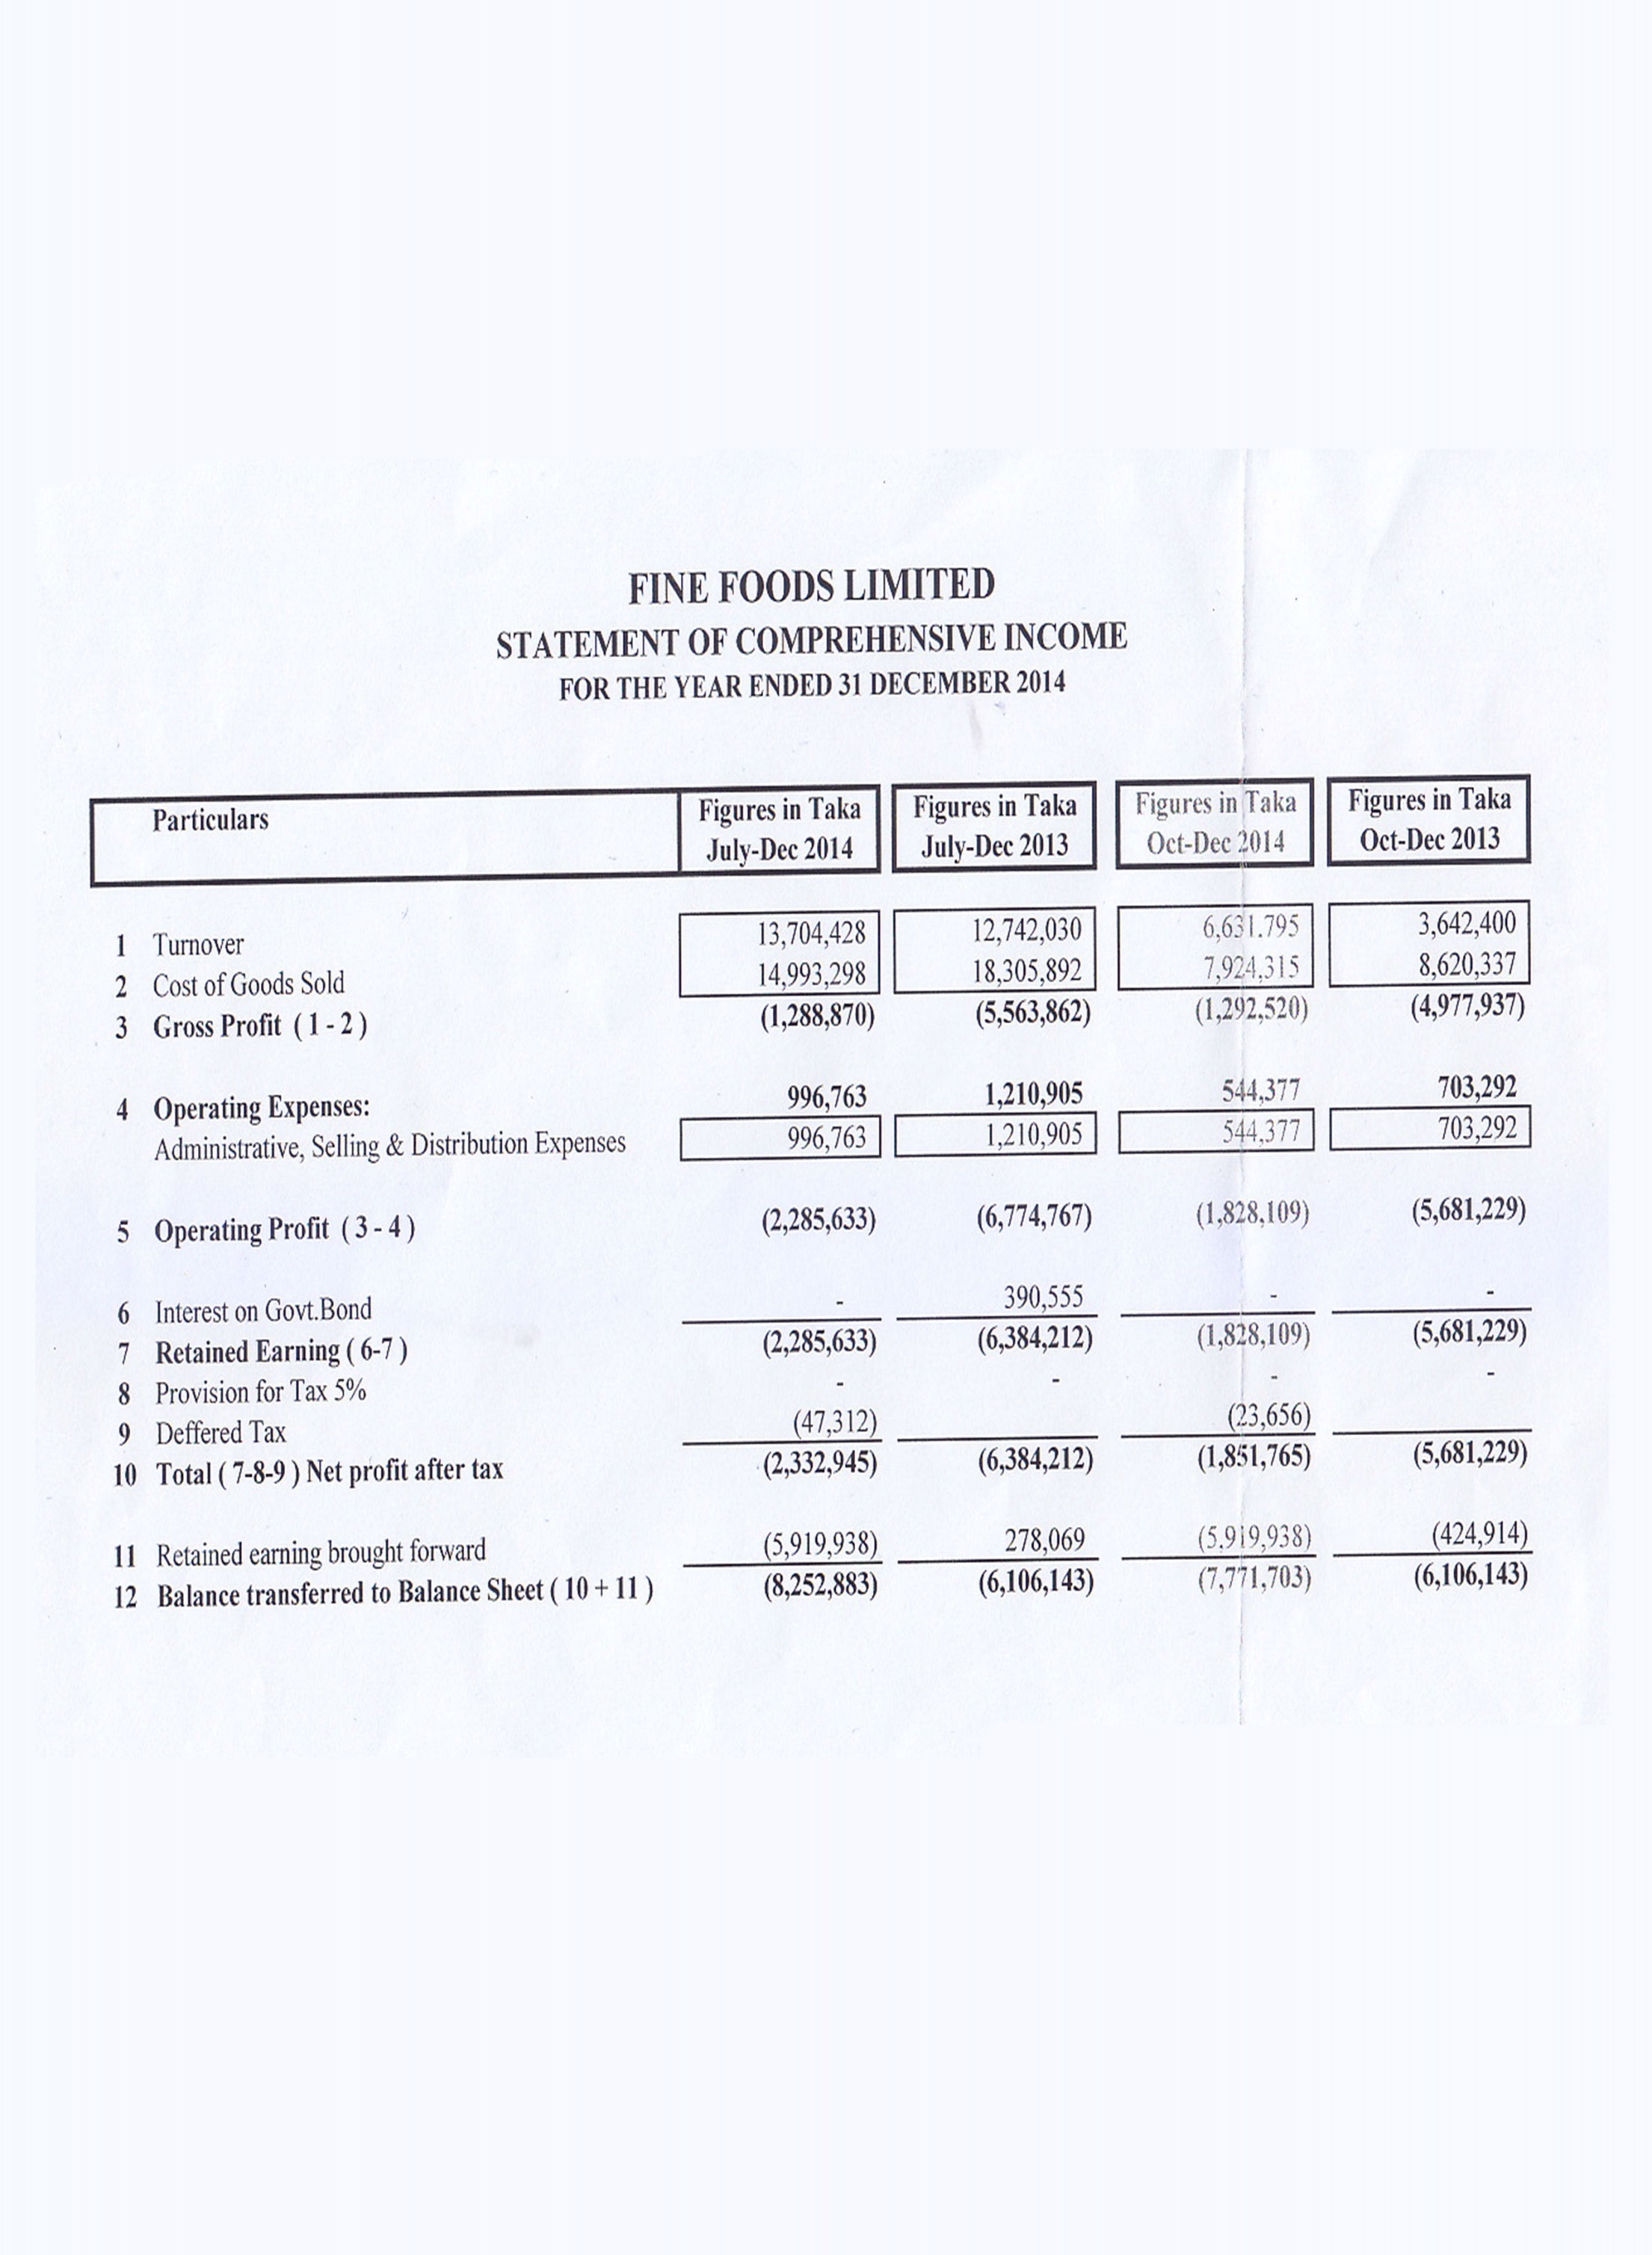 FINE FOODS LIMITED
STATEMENT OF COMPREHENSIVE INCOME
FOR THE YEAR ENDED 31 DECEMBER 2014
Particulars Figures in Taka July-Dec 2014 Figures in Taka July-Dec 2013 Figures in Taka Oct-Dec 2014 Figures in Taka Oct-Dec 2013
1 Turnover 13,704,428 12,742,030 6,631.795 3,642,400
2 Cost of Goods Sold 14,993,298 18,305,892 7,924,315 8,620,337
3 Gross Profit ( 1 - 2 ) (1,288,870) (5,563,862) (1,292,520) (4,977,937)
4 Operating Expenses: 996,763 1,210,905 544,377 703,292
Administrative, Selling & Distribution Expenses 996,763 1,210,905 544,377 703,292
5 Operating Profit ( 3 - 4 ) (2,285,633) (6,774,767) (1,828,109) (5,681,229)
6 Interest on Govt.Bond - 390,555 - -
7 Retained Earning ( 6-7 ) (2,285,633) (6,384,212) (1,828,109) (5,681,229)
8 Provision for Tax 5% - - - -
9 Deffered Tax (47,312) (23,656)
10 Total ( 7-8-9 ) Net profit after tax (2,332,945) (6,384,212) (1,851,765) (5,681,229)
11 Retained earning brought forward (5,919,938) 278,069 (5.919,938) (424,914)
12 Balance transferred to Balance Sheet ( 10 + 11 ) (8,252,883) (6,106,143) (7,771,703) (6,106,143)